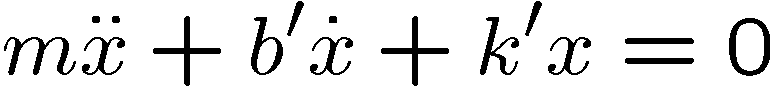 mẍ + b′ẋ + k′x = 0